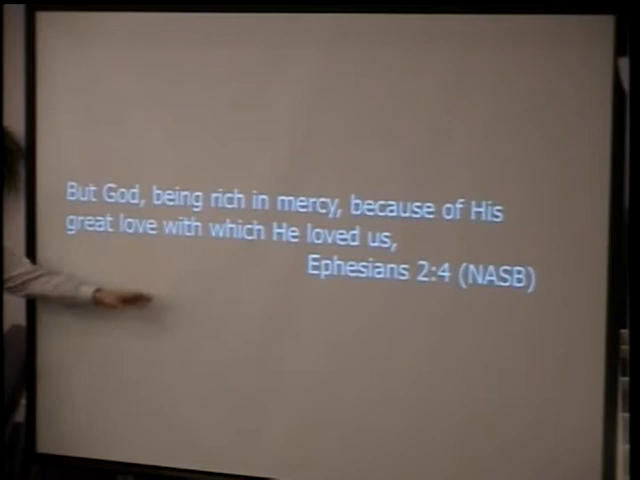 But God, being rich in mercy, because of His
great love with which He loved us,
Ephesians 2:4 (NASB)